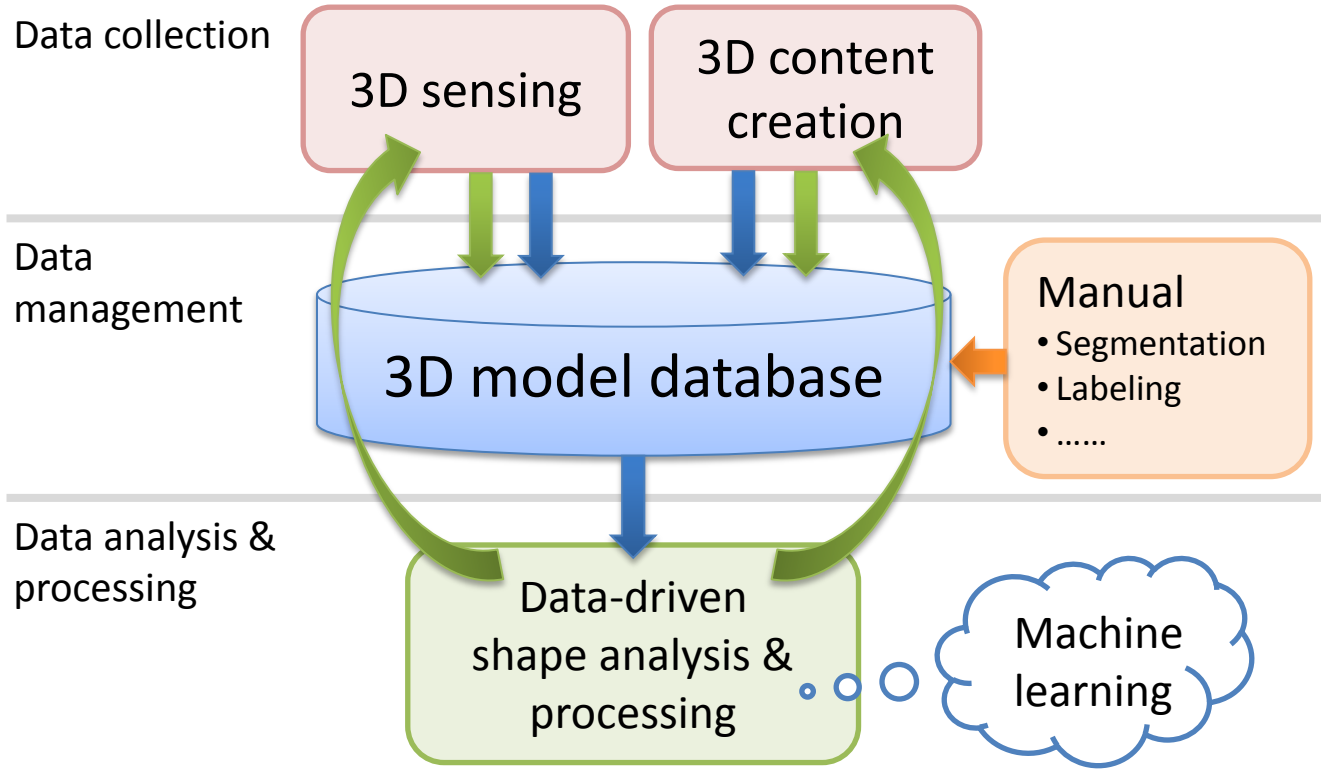 Data collection
3D sensing
3D content
creation
Data
management
3D model database
Manual
• Segmentation
• Labeling
• ......
Data analysis &
processing
Data-driven
shape analysis &
processing
Machine
learning